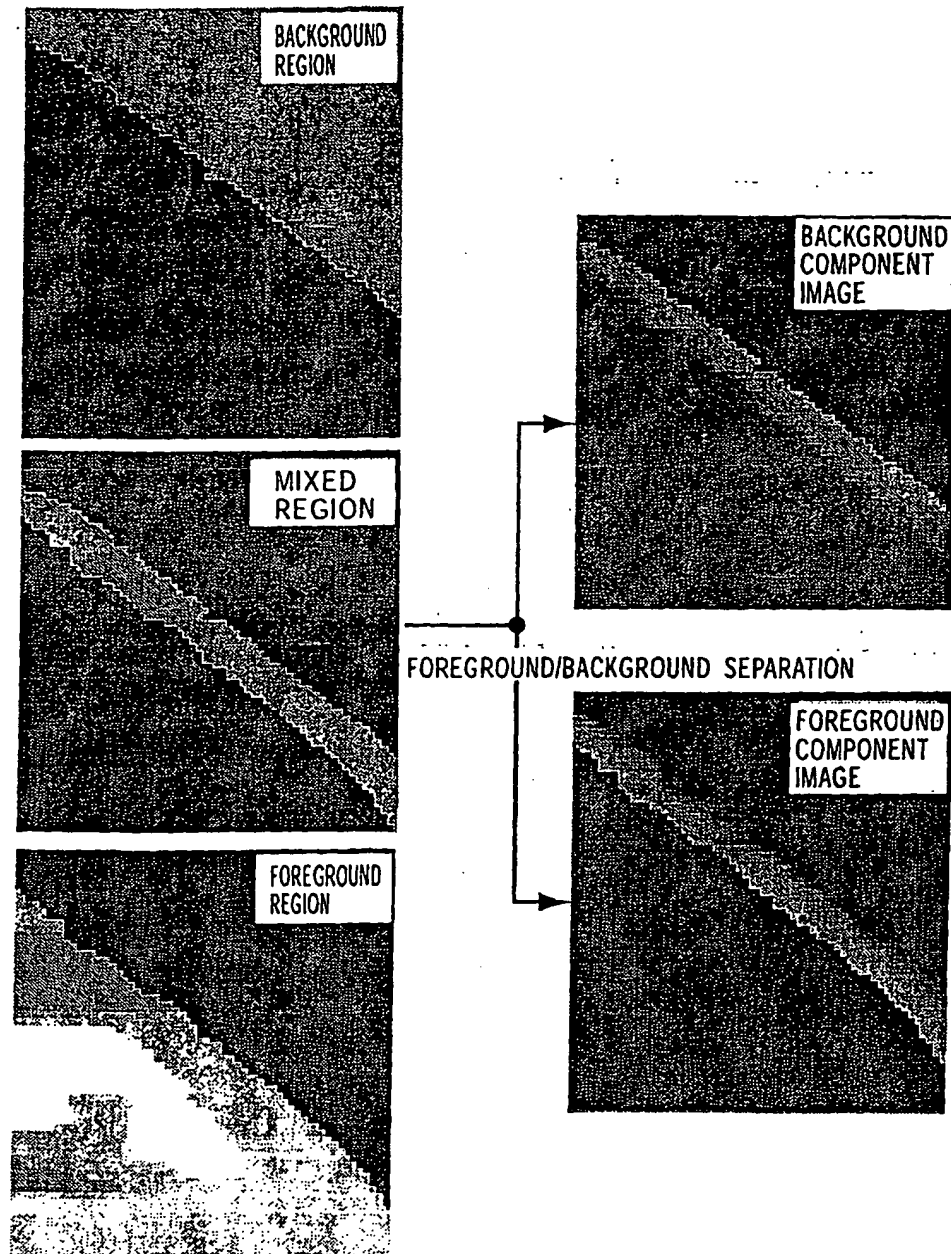 BACKGROUND
REGION
BACKGROUND
COMPONENT
IMAGE
MIXED
REGION
FOREGROUND/BACKGROUND SEPARATION
FOREGROUND
COMPONENT
IMAGE
FOREGROUND
REGION